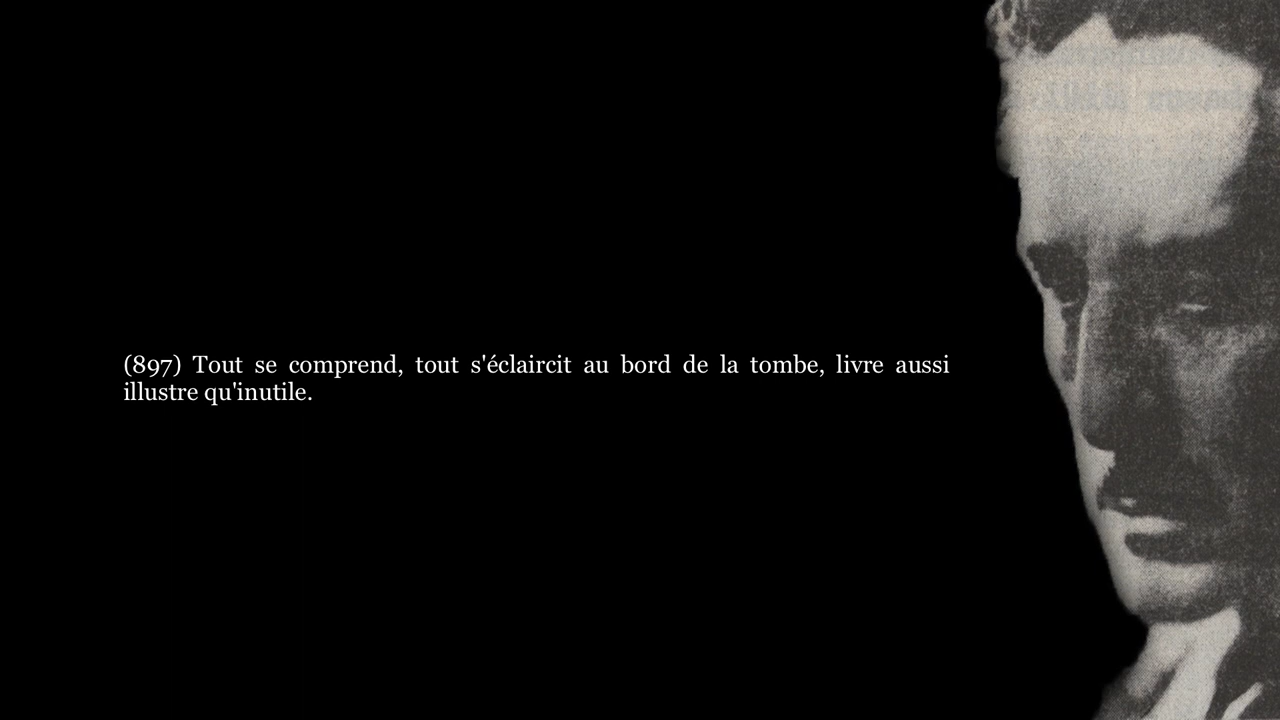 (897) Tout se comprend, tout s'éclaircit au bord de la tombe, livre aussi
illustre qu'inutile.